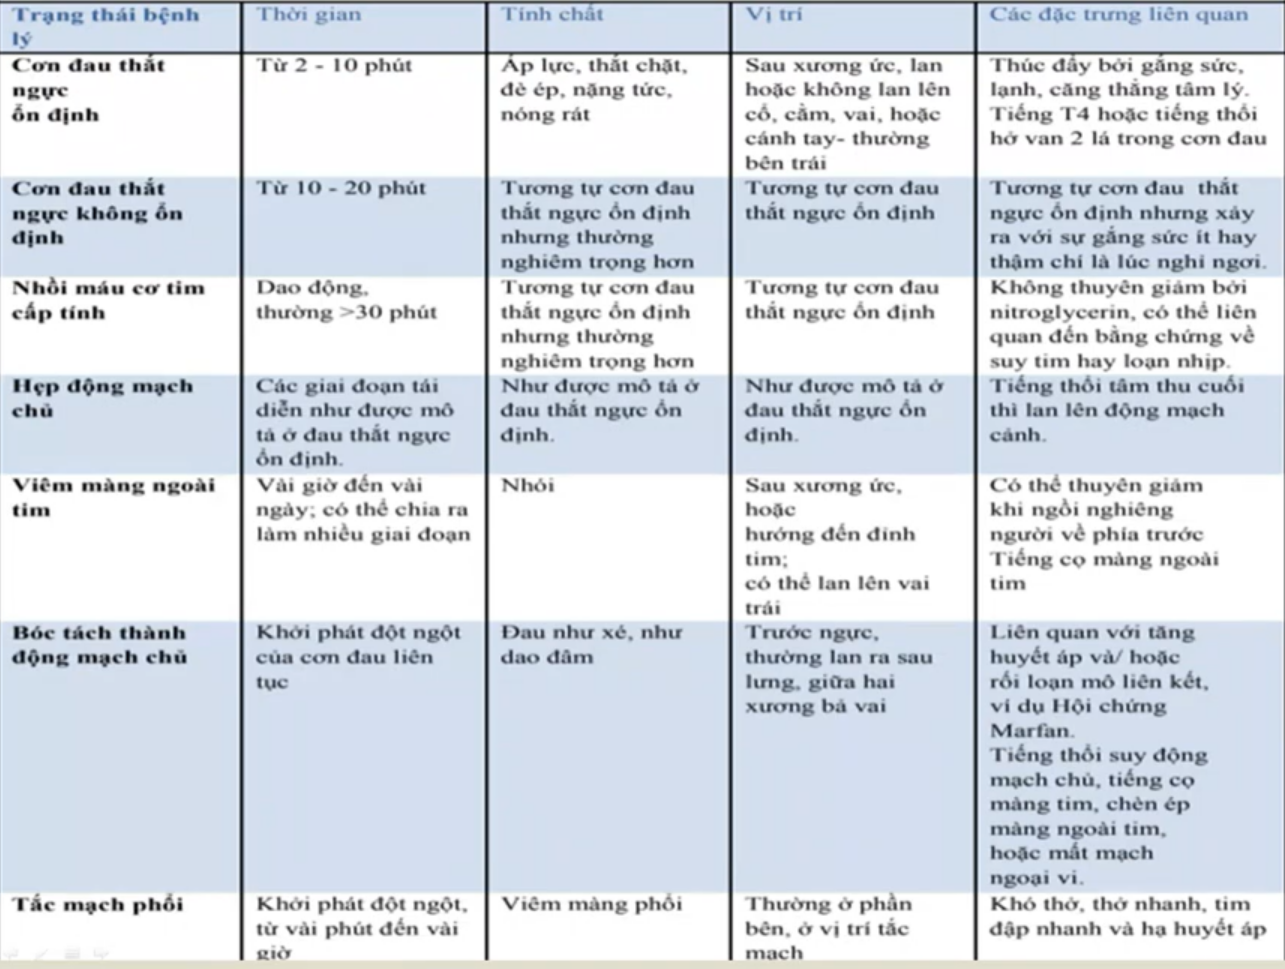 Trạng thái bệnh
lý
Thời gian
Tính chất
Vị trí
Các đặc trưng liên quan
Cơn đau thắt
ngực
ổn định
Từ 2 - 10 phút
Áp lực, thắt chặt,
đè ép, nặng tức,
nóng rát
Sau xương ức, lan
hoặc không lan lên
cổ, cằm, vai, hoặc
cánh tay- thường
bên trái
Thúc đẩy bởi gắng sức,
lạnh, căng thẳng tâm lý.
Tiếng T4 hoặc tiếng thổi
hở van 2 lá trong cơn đau
Cơn đau thắt
ngực không ổn
định
Từ 10 - 20 phút
Tương tự cơn đau
thắt ngực ổn định
nhưng thường
nghiêm trọng hơn
Tương tự cơn đau
thắt ngực ổn định
Tương tự cơn đau thắt
ngực ổn định nhưng xảy
ra với sự gắng sức ít hay
thậm chí là lúc nghỉ ngơi.
Nhồi máu cơ tim
cấp tính
Dao động,
thường >30 phút
Tương tự cơn đau
thắt ngực ổn định
nhưng thường
nghiêm trọng hơn
Tương tự cơn đau
thắt ngực ổn định
Không thuyên giảm bởi
nitroglycerin, có thể liên
quan đến bằng chứng về
suy tim hay loạn nhịp.
Hẹp động mạch
chủ
Các giai đoạn tái
diễn như được mô
tả ở đau thắt ngực
ổn định.
Như được mô tả ở
đau thắt ngực ổn
định.
Như được mô tả ở
đau thắt ngực ổn
định.
Tiếng thổi tâm thu cuối
thì lan lên động mạch
cảnh.
Viêm màng ngoài
tim
Vài giờ đến vài
ngày; có thể chia ra
làm nhiều giai đoạn
Nhói
Sau xương ức,
hoặc
hướng đến đỉnh
tim;
có thể lan lên vai
trái
Có thể thuyên giảm
khi ngồi nghiêng
người về phía trước
Tiếng cọ màng ngoài
tim
Bóc tách thành
động mạch chủ
Khởi phát đột ngột
của cơn đau liên
tục
Đau như xé, như
dao đâm
Trước ngực,
thường lan ra sau
lưng, giữa hai
xương bả vai
Liên quan với tăng
huyết áp và/ hoặc
rối loạn mô liên kết,
ví dụ Hội chứng
Marfan.
Tiếng thổi suy động
mạch chủ, tiếng cọ
màng tim, chèn ép
màng ngoài tim,
hoặc mất mạch
ngoại vi.
Tắc mạch phổi
Khởi phát đột ngột,
từ vài phút đến vài
giờ
Viêm màng phổi
Thường ở phần
bên, ở vị trí tắc
mạch
Khó thở, thở nhanh, tim
đập nhanh và hạ huyết áp